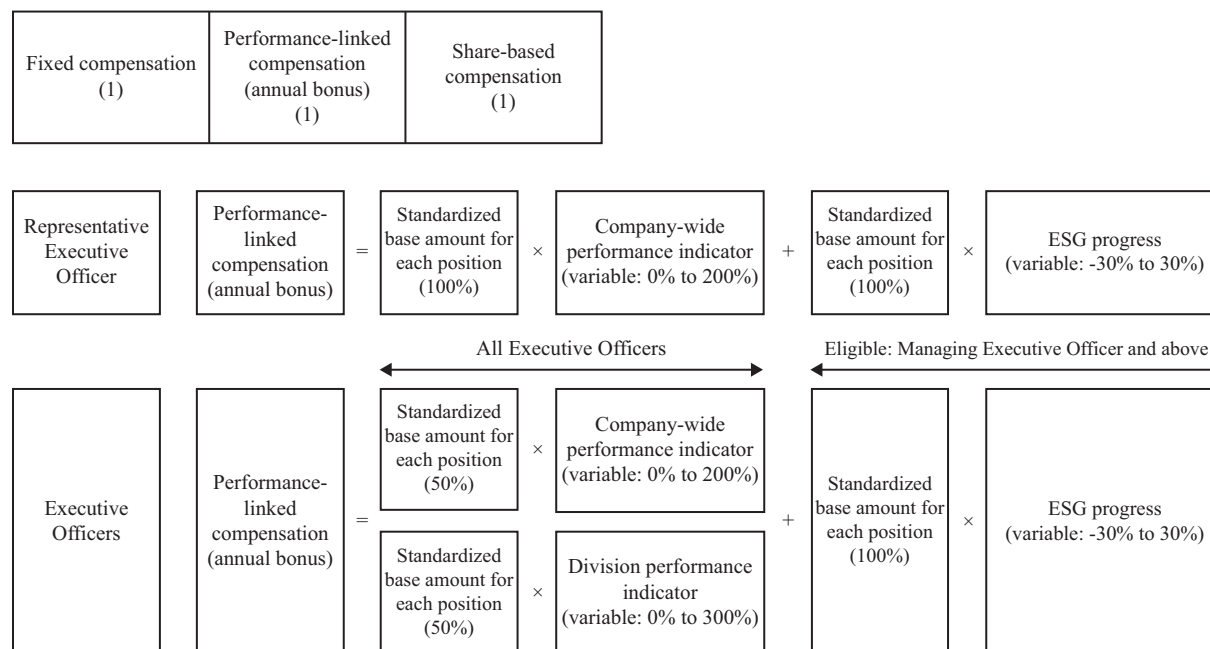 Fixed compensation
(1)
Performance-linked
compensation
(annual bonus)
(1)
Share-based
compensation
(1)
Representative
Executive
Officer
Performance-
linked
compensation
(annual bonus)
=
Standardized
base amount for
each position
(100%)
×
Company-wide
performance indicator
(variable: 0% to 200%)
+
Standardized
base amount for
each position
(100%)
×
ESG progress
(variable: -30% to 30%)
All Executive Officers
Eligible: Managing Executive Officer and above
Executive
Officers
Performance-
linked
compensation
(annual bonus)
=
Standardized
base amount for
each position
(50%)
×
Company-wide
performance indicator
(variable: 0% to 200%)
Standardized
base amount for
each position
(50%)
×
Division performance
indicator
(variable: 0% to 300%)
+
Standardized
base amount for
each position
(100%)
×
ESG progress
(variable: -30% to 30%)